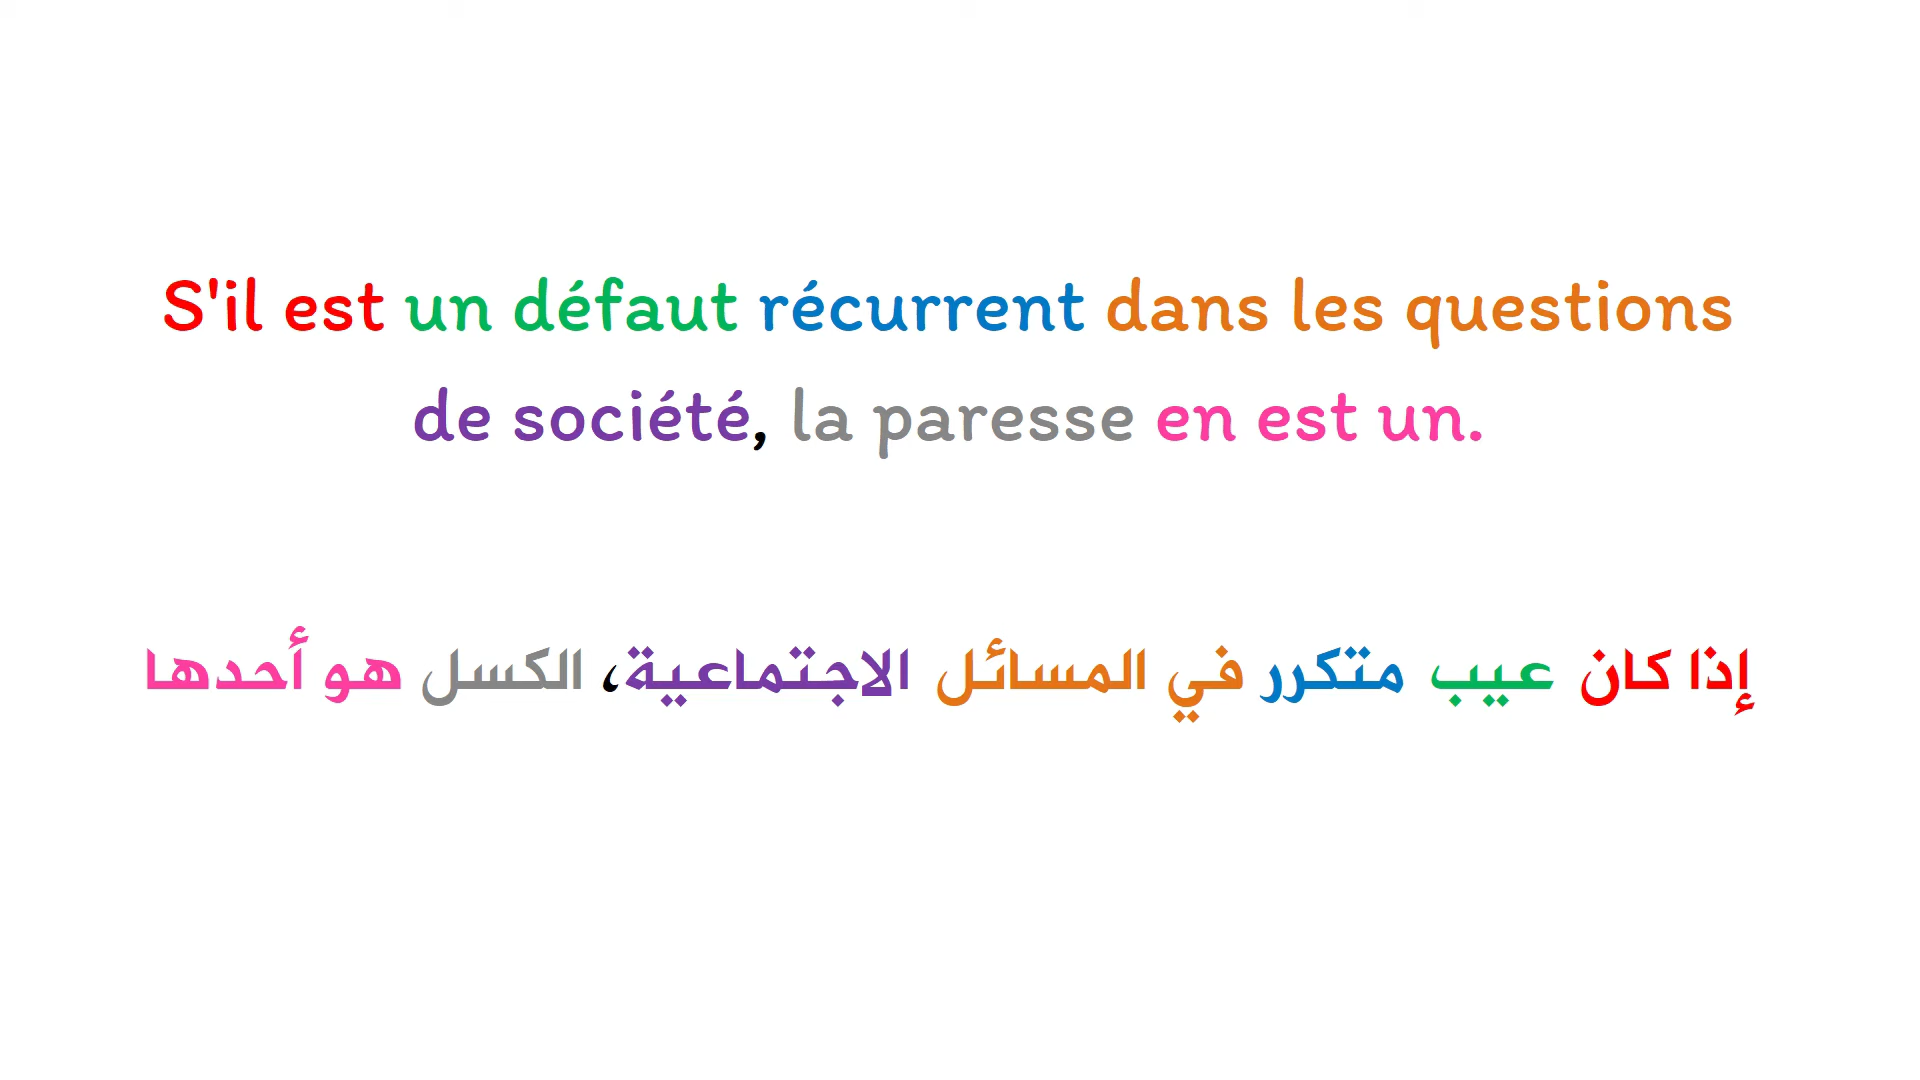 S'il est un défaut récurrent dans les questions
de société, la paresse en est un.
إذا كان عيب متكرر في المسائل الاجتماعية، الكسل هو أحدها